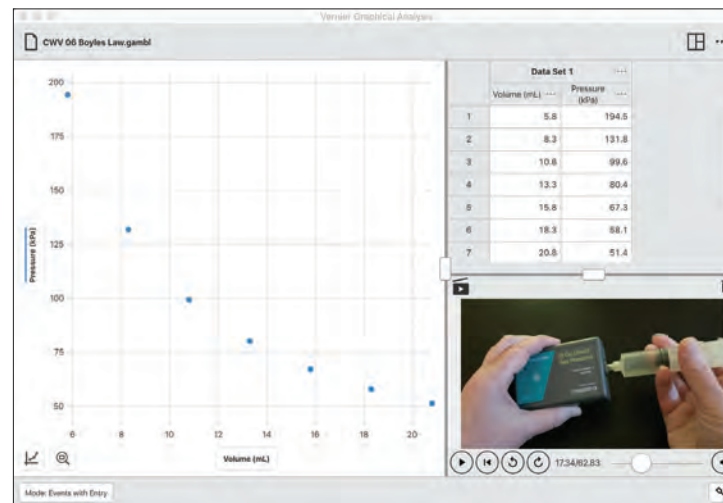 Vernier Graphical Analysis
CWV 06 Boyles Law.gambl
200
175
150
125
100
75
50
Pressure (kPa)
6
8
10
12
14
16
18
20
Volume (mL)
Mode: Events with Entry
Data Set 1
Volume (mL)
Pressure (kPa)
1 5.8 194.5
2 8.3 131.8
3 10.8 99.6
4 13.3 80.4
5 15.8 67.3
6 18.3 58.1
7 20.8 51.4
17.34/62.83